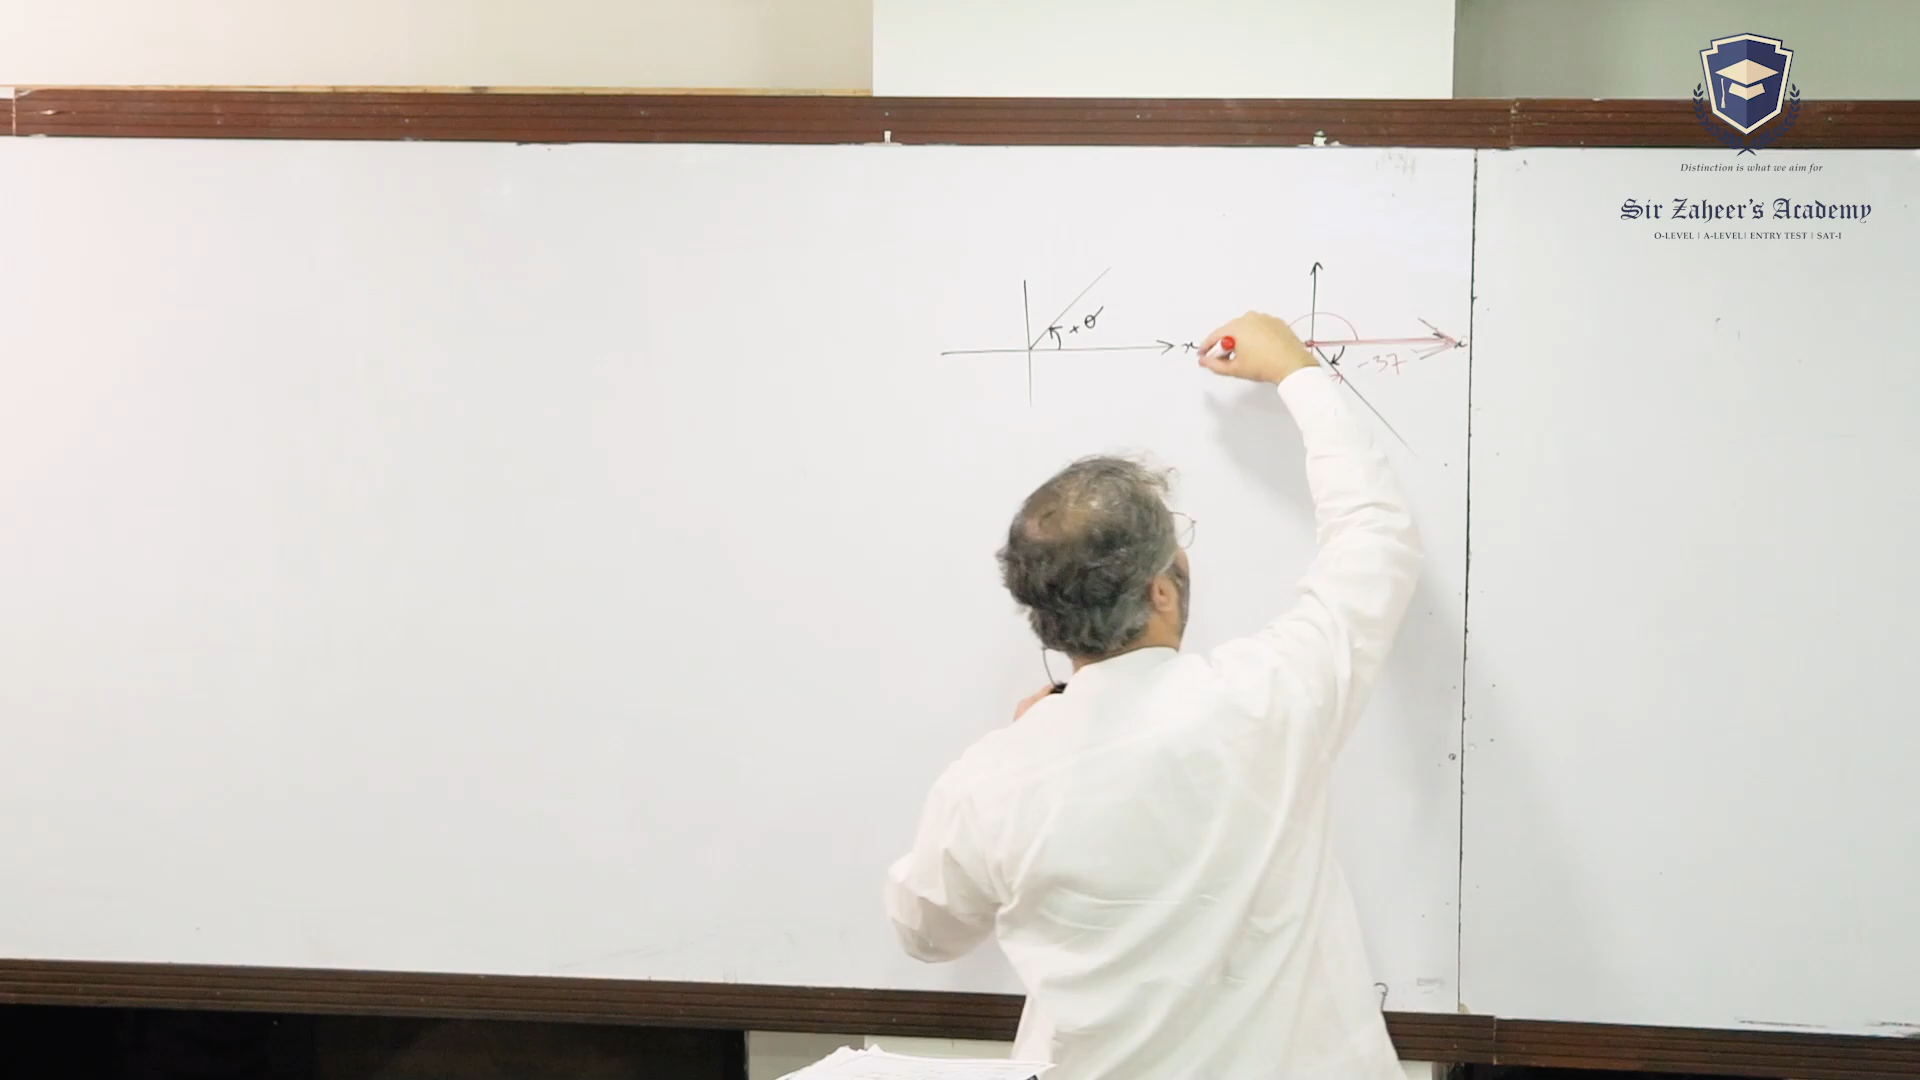 Distinction is what we aim for
Sir Zaheer's Academy
O-LEVEL | A-LEVEL| ENTRY TEST | SAT-I
+θ
x
x
-37